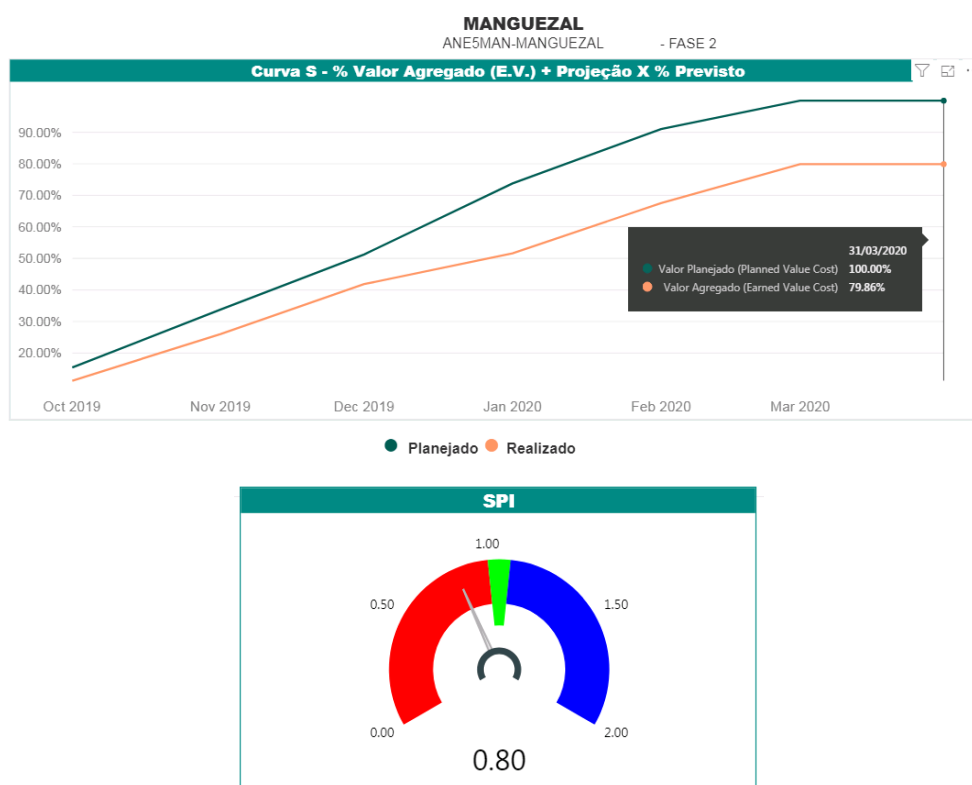 MANGUEZAL
ANE5MAN-MANGUEZAL - FASE 2
Curva S - % Valor Agregado (E.V.) + Projeção X % Previsto
90.00%
80.00%
70.00%
60.00%
50.00%
40.00%
30.00%
20.00%
31/03/2020
Valor Planejado (Planned Value Cost) 100.00%
Valor Agregado (Earned Value Cost) 79.86%
Oct 2019 Nov 2019 Dec 2019 Jan 2020 Feb 2020 Mar 2020
Planejado Realizado
SPI
1.00
0.50 1.50
0.00 2.00
0.80